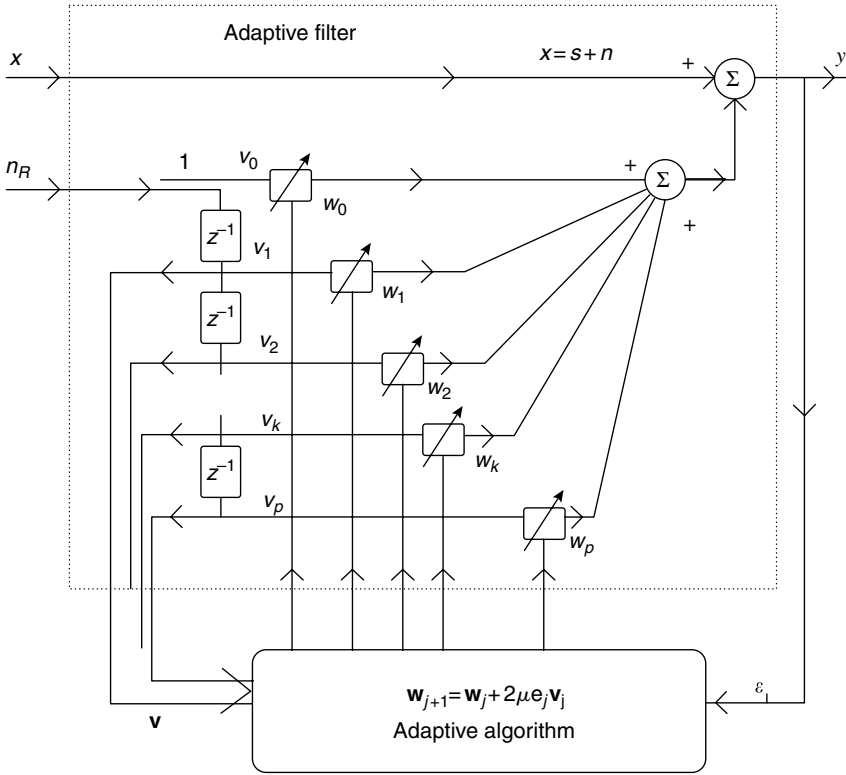 Adaptive filter
x
x = s + n
+
Σ
y
n_R
1
v_0
w_0
+
Σ
+
z^{-1}
v_1
w_1
z^{-1}
v_2
w_2
v_k
w_k
z^{-1}
v_p
w_p
v
w_{j+1} = w_j + 2μe_j v_j
Adaptive algorithm
ε